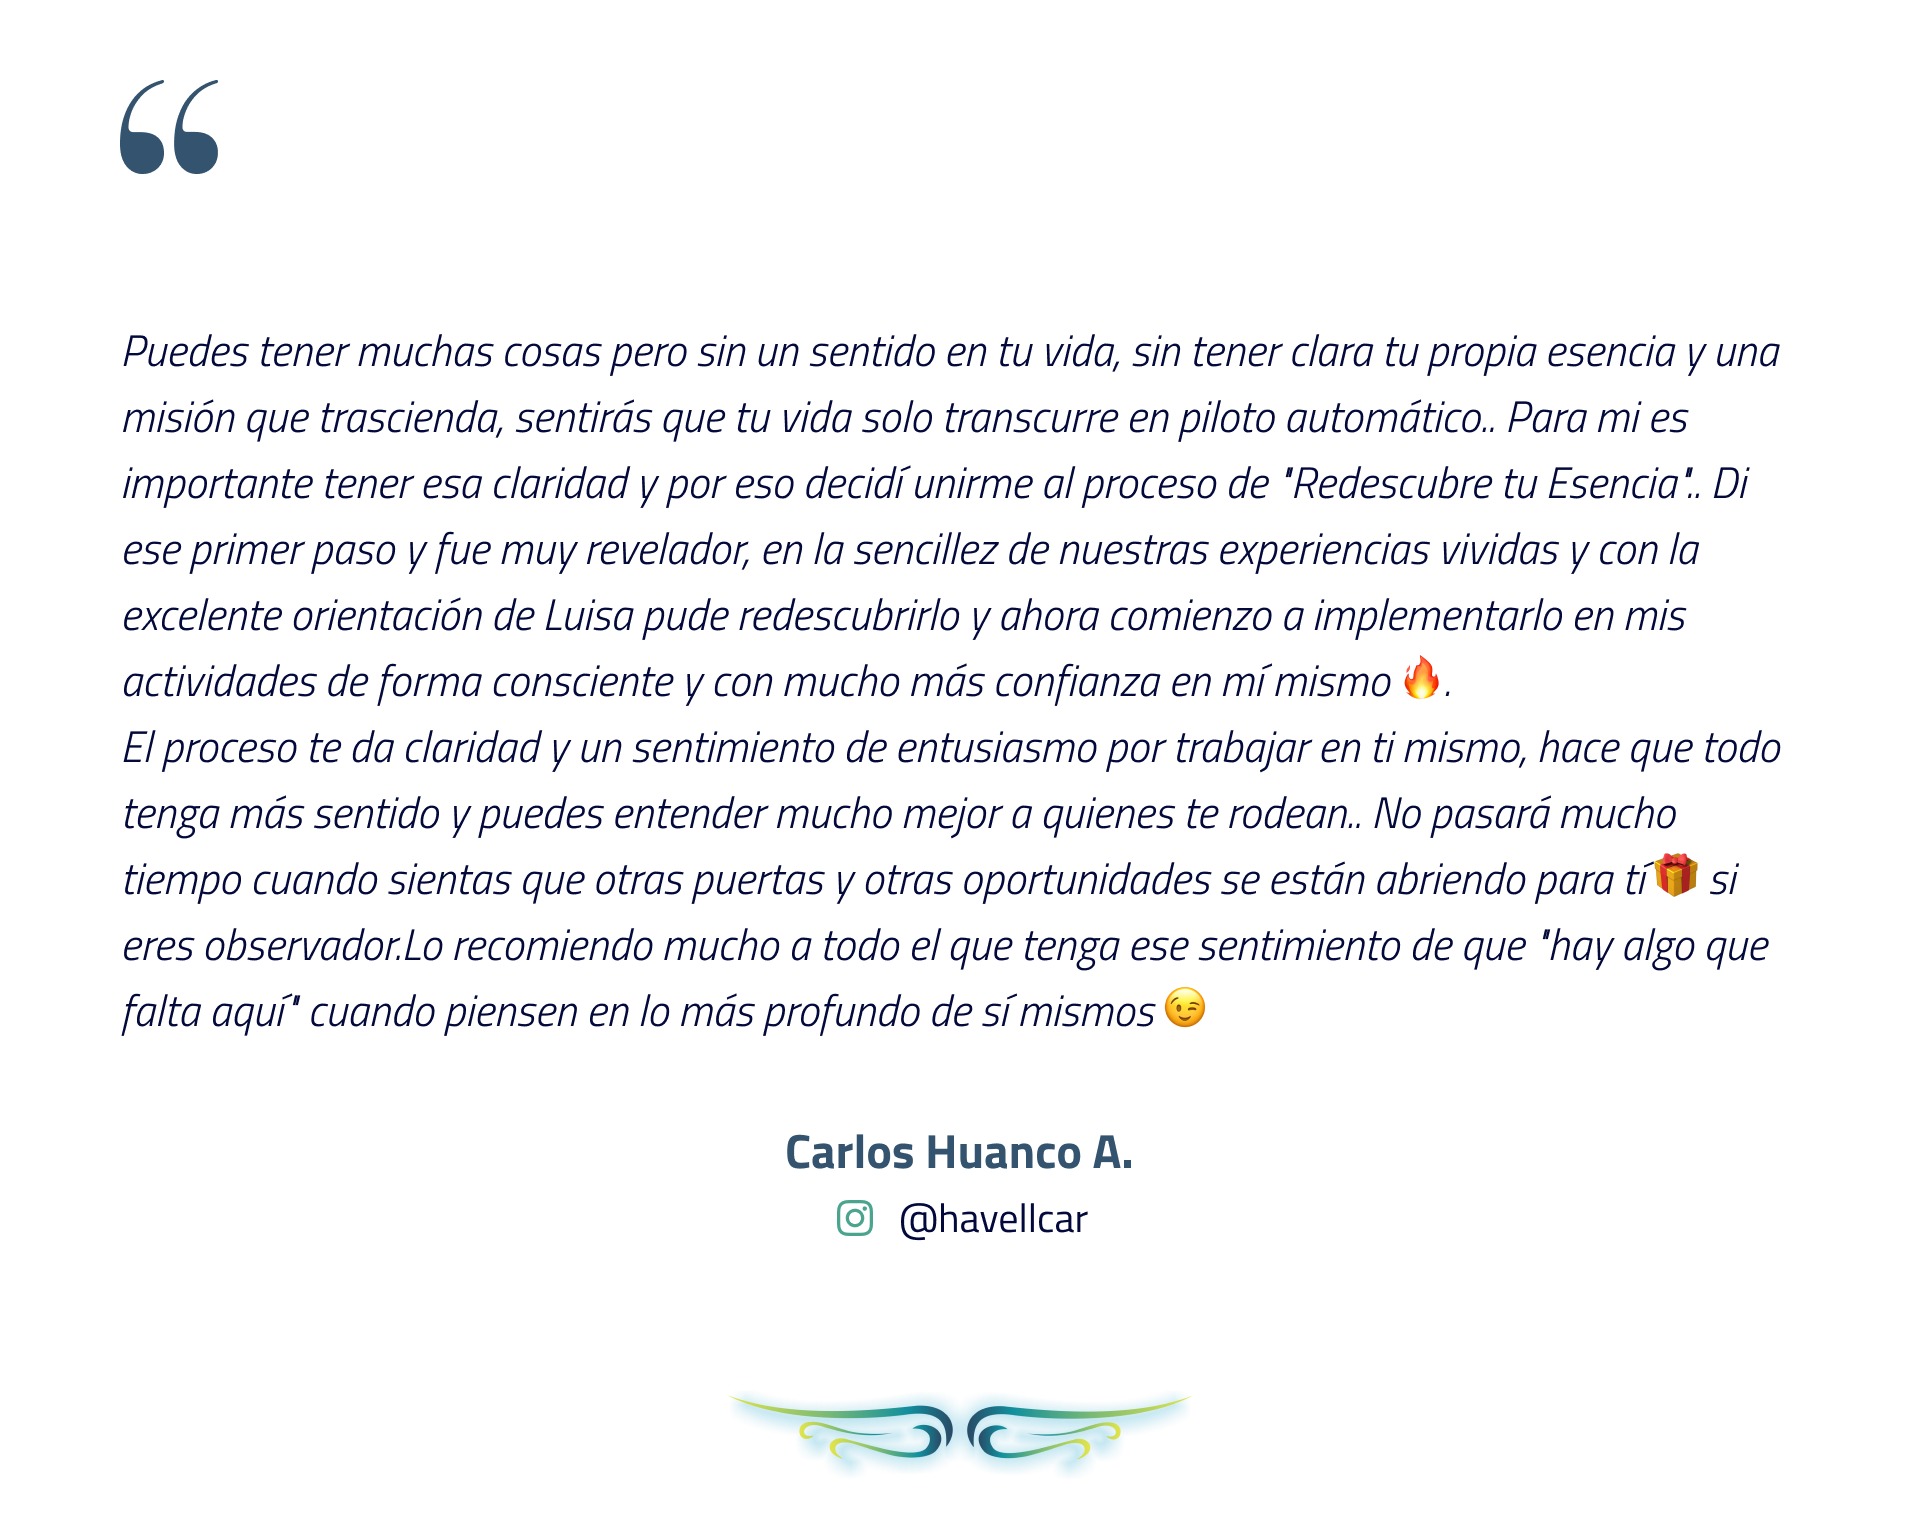 “
Puedes tener muchas cosas pero sin un sentido en tu vida, sin tener clara tu propia esencia y una
misión que trascienda, sentirás que tu vida solo transcurre en piloto automático.. Para mi es
importante tener esa claridad y por eso decidí unirme al proceso de "Redescubre tu Esencia".. Di
ese primer paso y fue muy revelador, en la sencillez de nuestras experiencias vividas y con la
excelente orientación de Luisa pude redescubrirlo y ahora comienzo a implementarlo en mis
actividades de forma consciente y con mucho más confianza en mí mismo 🔥.
El proceso te da claridad y un sentimiento de entusiasmo por trabajar en ti mismo, hace que todo
tenga más sentido y puedes entender mucho mejor a quienes te rodean.. No pasará mucho
tiempo cuando sientas que otras puertas y otras oportunidades se están abriendo para tí🎁 si
eres observador.Lo recomiendo mucho a todo el que tenga ese sentimiento de que "hay algo que
falta aquí" cuando piensen en lo más profundo de sí mismos 😉
Carlos Huanco A.
@havellcar